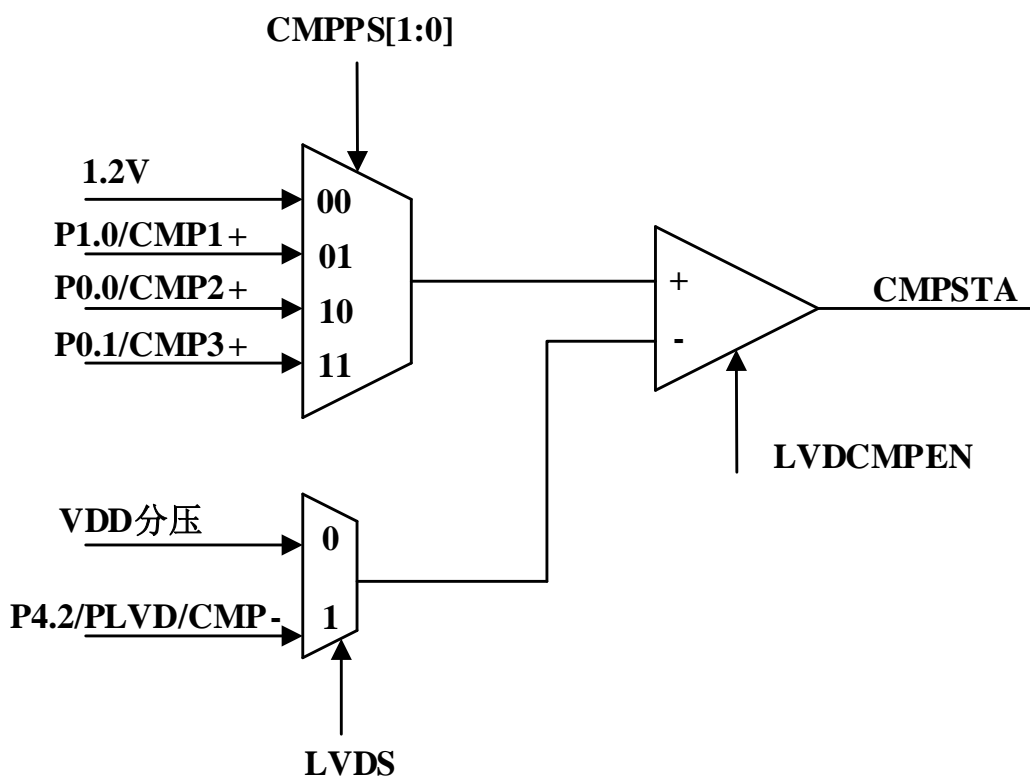 CMPPS[1:0]
1.2V
00
P1.0/CMP1+
01
P0.0/CMP2+
10
P0.1/CMP3+
11
+
-
CMPSTA
LVDCMPEN
VDD分压
0
P4.2/PLVD/CMP-
1
LVDS